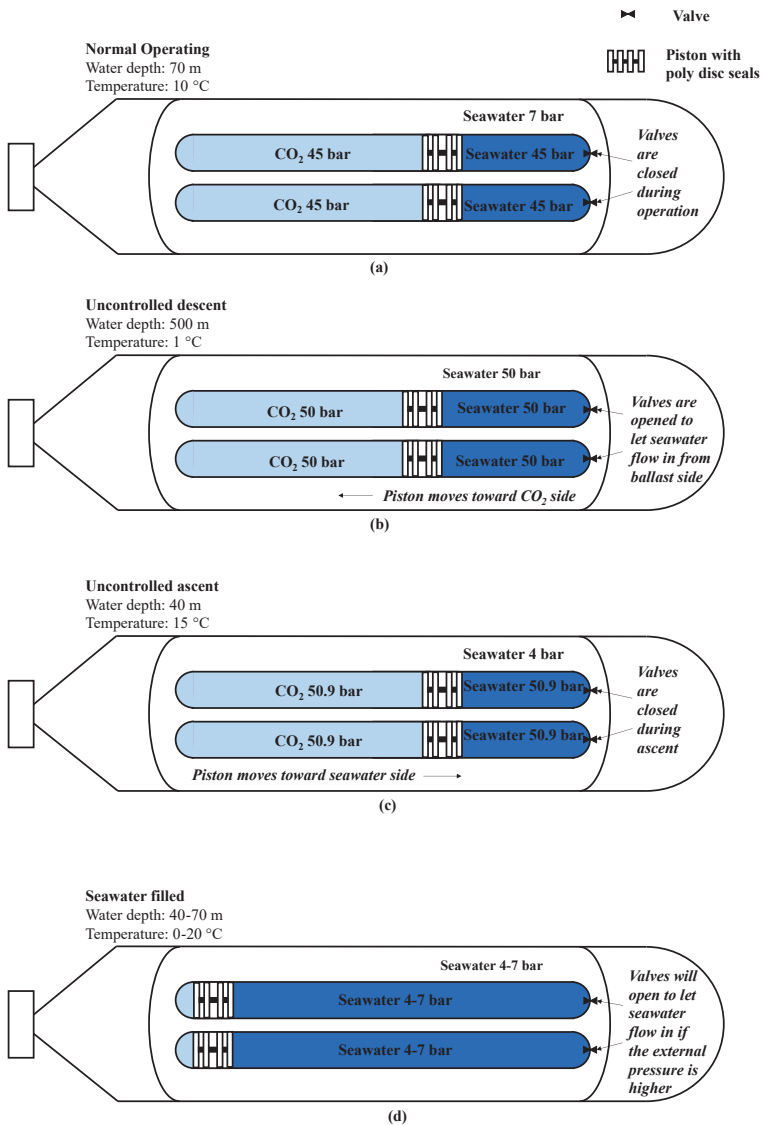 Valve
Piston with
poly disc seals
Normal Operating
Water depth: 70 m
Temperature: 10 °C
Seawater 7 bar
CO₂ 45 bar
Seawater 45 bar
CO₂ 45 bar
Seawater 45 bar
Valves
are
closed
during
operation
(a)
Uncontrolled descent
Water depth: 500 m
Temperature: 1 °C
Seawater 50 bar
CO₂ 50 bar
Seawater 50 bar
CO₂ 50 bar
Seawater 50 bar
Valves are
opened to
let seawater
flow in from
ballast side
Piston moves toward CO₂ side
(b)
Uncontrolled ascent
Water depth: 40 m
Temperature: 15 °C
Seawater 4 bar
CO₂ 50.9 bar
Seawater 50.9 bar
CO₂ 50.9 bar
Seawater 50.9 bar
Valves
are
closed
during
ascent
Piston moves toward seawater side
(c)
Seawater filled
Water depth: 40-70 m
Temperature: 0-20 °C
Seawater 4-7 bar
Seawater 4-7 bar
Seawater 4-7 bar
Valves will
open to let
seawater
flow in if
the external
pressure is
higher
(d)